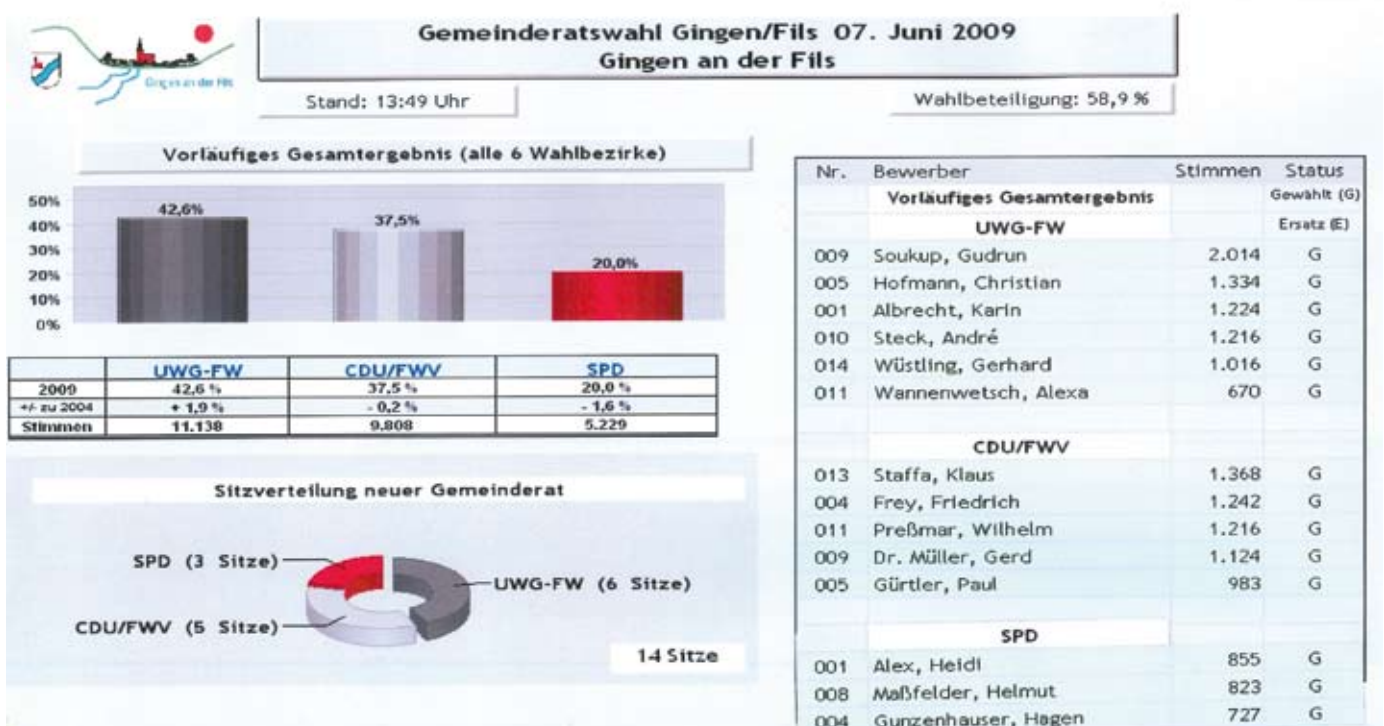 Gemeinderatswahl Gingen/Fils 07. Juni 2009
Gingen an der Fils
Gingen an der Fils
Stand: 13:49 Uhr
Wahlbeteiligung: 58,9 %
Vorläufiges Gesamtergebnis (alle 6 Wahlbezirke)
50%
40%
30%
20%
10%
0%
42,6%
37,5%
20,0%
UWG-FW CDU/FWV SPD
2009 42,6 % 37,5 % 20,0 %
+/- zu 2004 + 1,9 % - 0,2 % - 1,6 %
Stimmen 11.138 9.808 5.229
Sitzverteilung neuer Gemeinderat
SPD (3 Sitze)
UWG-FW (6 Sitze)
CDU/FWV (5 Sitze)
14 Sitze
Nr. Bewerber Stimmen Status
Vorläufiges Gesamtergebnis Gewählt (G)
UWG-FW Ersatz (E)
009 Soukup, Gudrun 2.014 G
005 Hofmann, Christian 1.334 G
001 Albrecht, Karin 1.224 G
010 Steck, André 1.216 G
014 Wüstling, Gerhard 1.016 G
011 Wannenwetsch, Alexa 670 G
CDU/FWV
013 Staffa, Klaus 1.368 G
004 Frey, Friedrich 1.242 G
011 Preßmar, Wilhelm 1.216 G
009 Dr. Müller, Gerd 1.124 G
005 Gürtler, Paul 983 G
SPD
001 Alex, Heidi 855 G
008 Maßfelder, Helmut 823 G
004 Gunzenhauser, Hagen 727 G